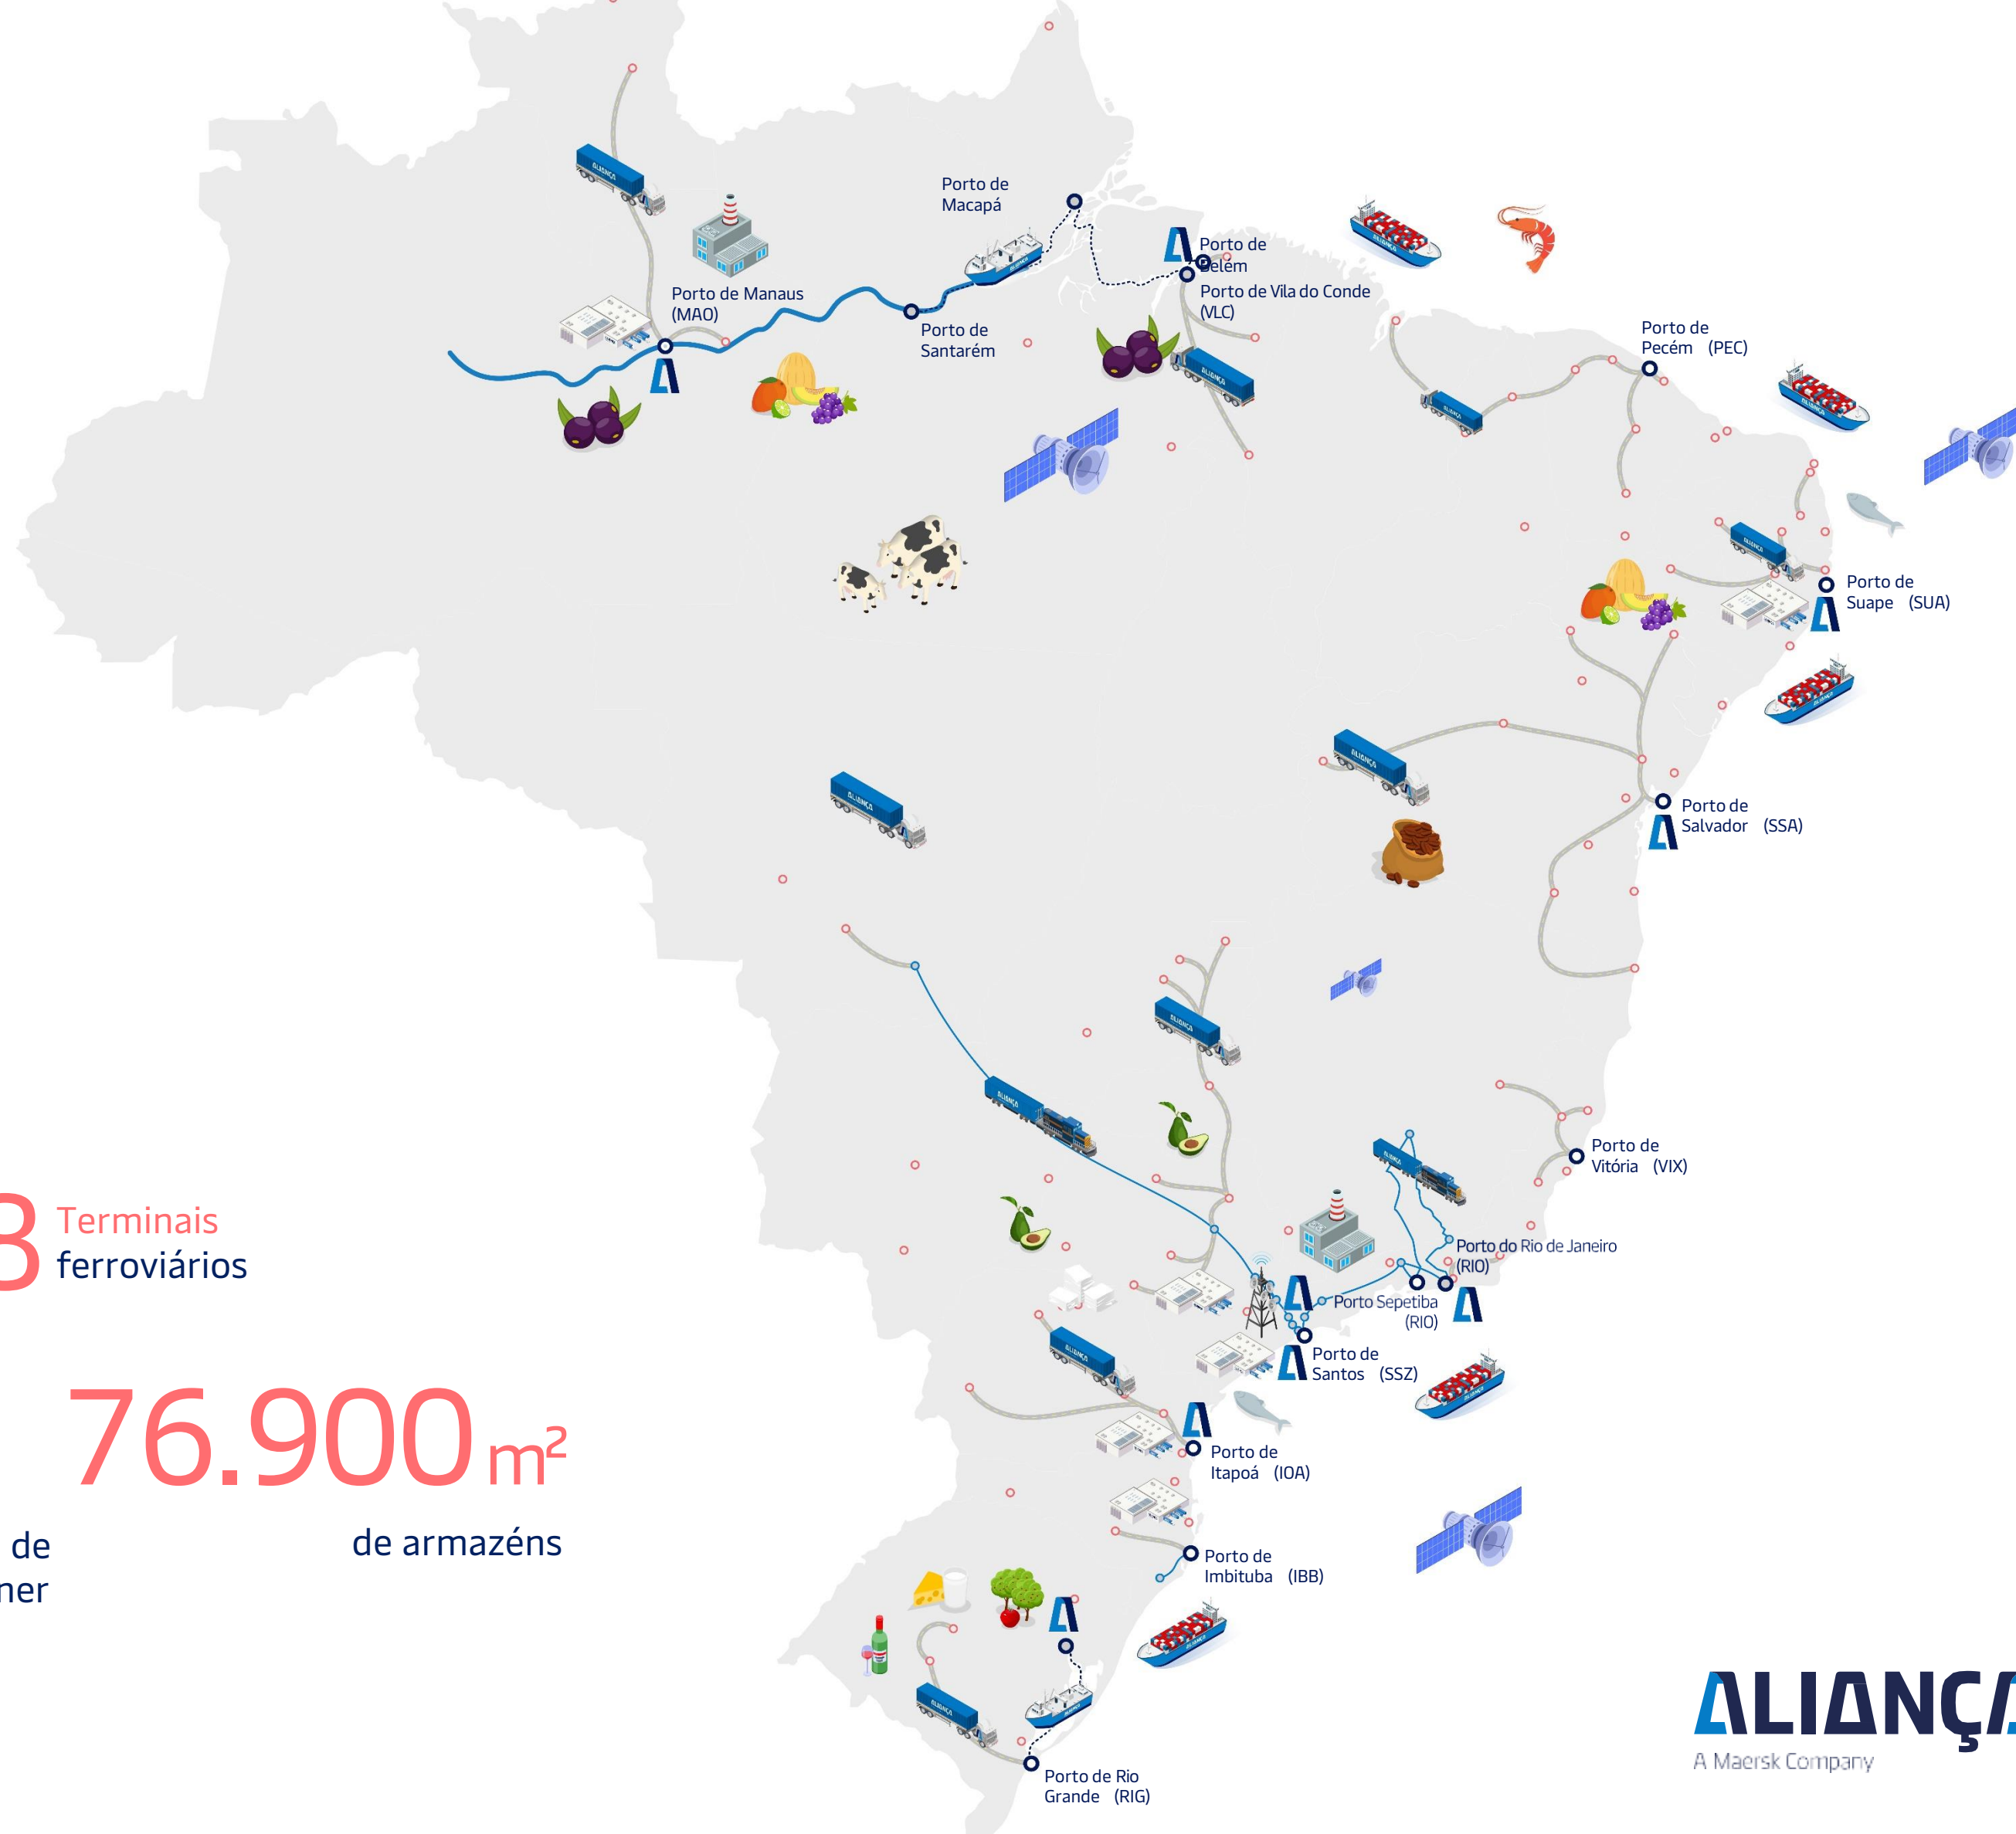 Porto de
Macapá
Porto de
Belém
Porto de Vila do Conde
(VLC)
Porto de Manaus
(MAO)
Porto de
Santarém
Porto de
Pecém (PEC)
Porto de
Suape (SUA)
Porto de
Salvador (SSA)
Porto de
Vitória (VIX)
Porto do Rio de Janeiro
(RIO)
Porto Sepetiba
(RIO)
Porto de
Santos (SSZ)
Porto de
Itapoá (IOA)
Porto de
Imbituba (IBB)
Porto de Rio
Grande (RIG)
Terminais
ferroviários
76.900 m²
de armazéns
de
ALIANÇA
A Maersk Company